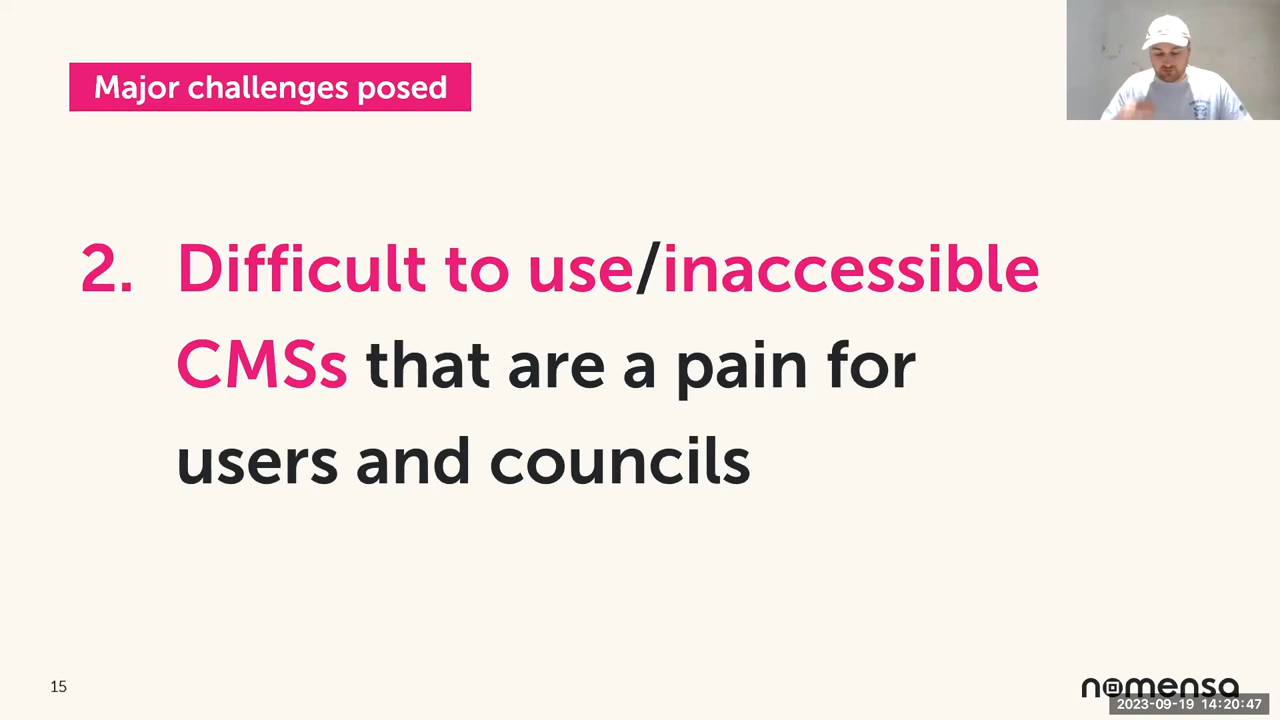 Major challenges posed
2. Difficult to use/inaccessible
CMSs that are a pain for
users and councils
15
nomensa
2023-09-19 14:20:47